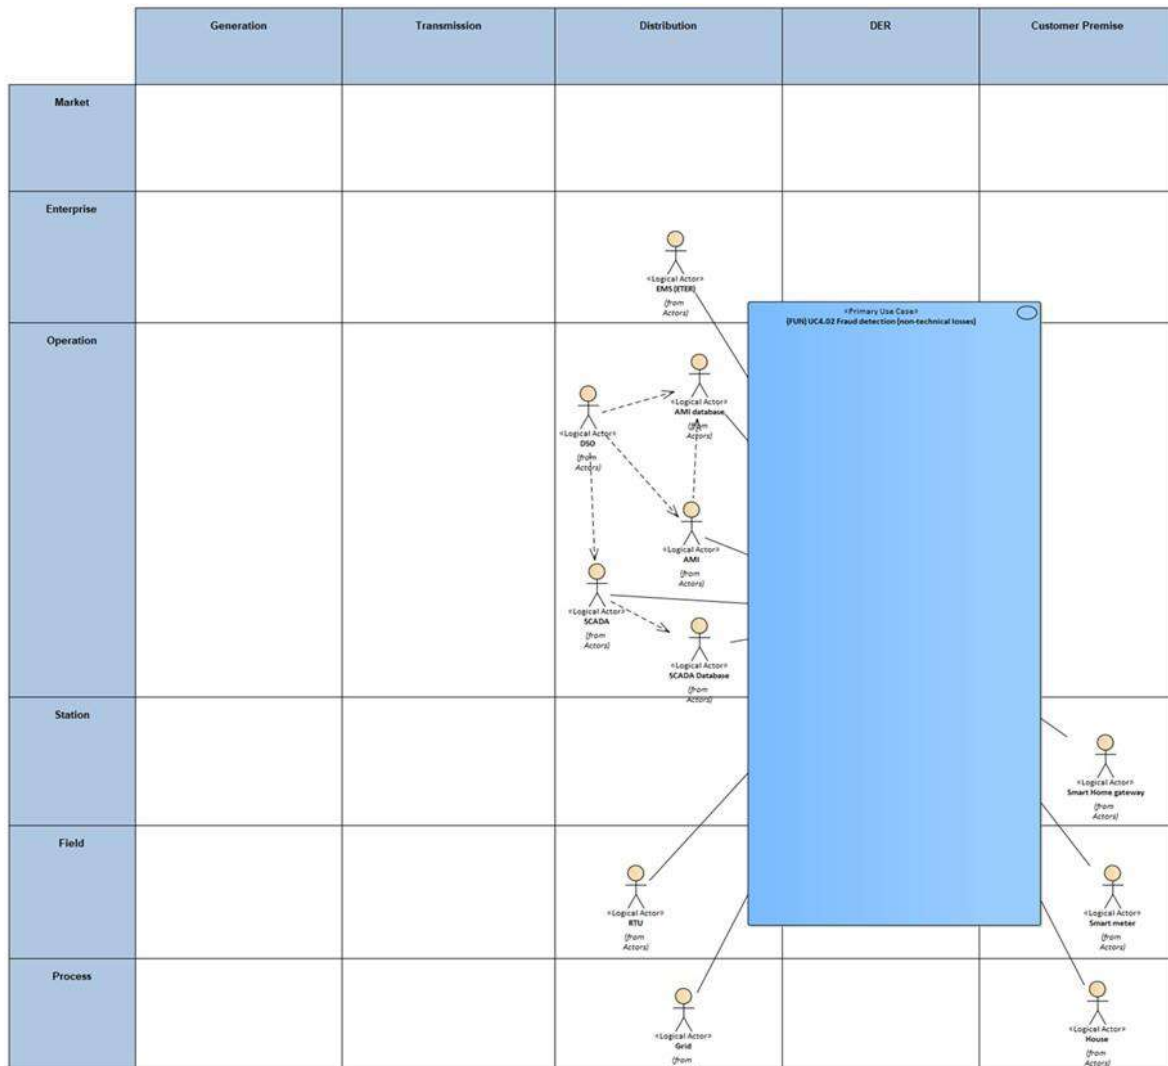 Generation
Transmission
Distribution
DER
Customer Premise
Market
Enterprise
«Logical Actor»
EMS (ETER)
(from
Actors)
«Primary Use Case»
(FUN) UC4.02 Fraud detection (non-technical losses)
Operation
«Logical Actor»
AMI database
(from
Actors)
«Logical Actor»
DSO
(from
Actors)
«Logical Actor»
AMI
(from
Actors)
«Logical Actor»
SCADA
(from
Actors)
«Logical Actor»
SCADA Database
(from
Actors)
Station
«Logical Actor»
Smart Home gateway
(from
Actors)
Field
«Logical Actor»
RTU
(from
Actors)
«Logical Actor»
Smart meter
(from
Actors)
Process
«Logical Actor»
Grid
(from
«Logical Actor»
House
(from
Actors)